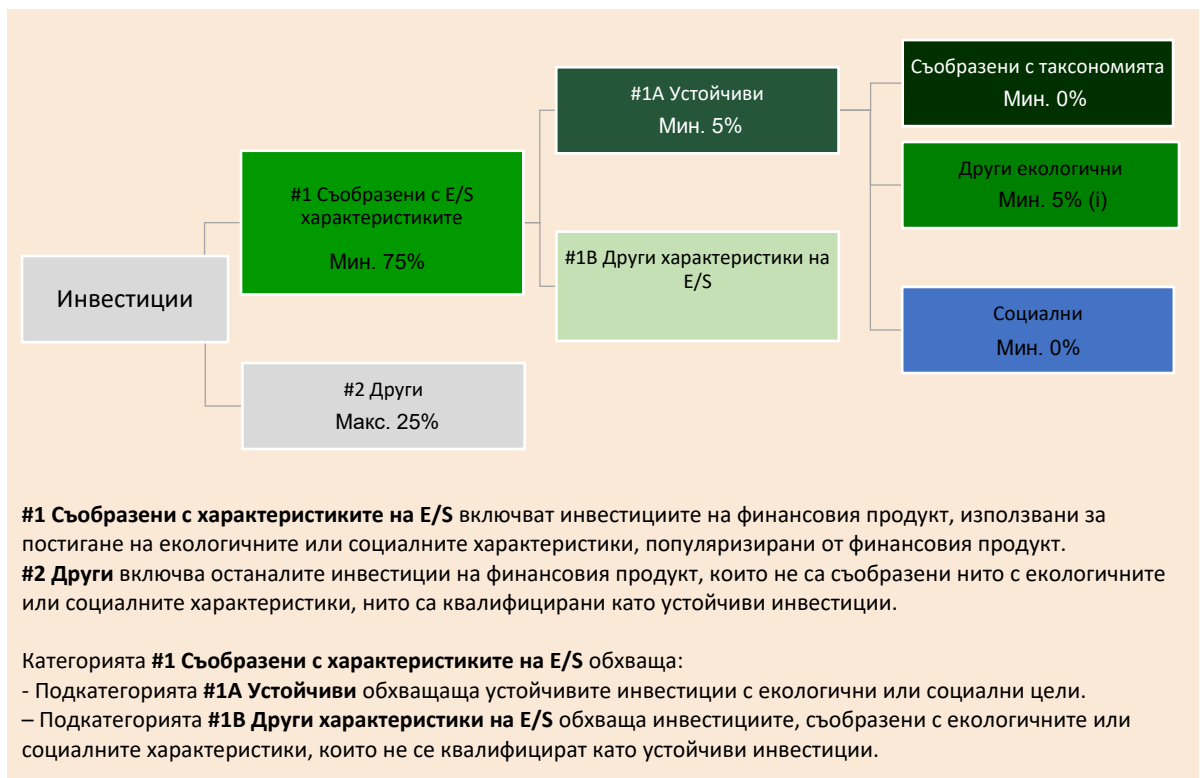 Съобразени с таксономията
Мин. 0%
#1A Устойчиви
Мин. 5%
Други екологични
Мин. 5% (i)
#1 Съобразени с E/S
характеристиките
Мин. 75%
#1B Други характеристики на
E/S
Инвестиции
Социални
Мин. 0%
#2 Други
Макс. 25%
#1 Съобразени с характеристиките на E/S включват инвестициите на финансовия продукт, използвани за
постигане на екологичните или социалните характеристики, популяризирани от финансовия продукт.
#2 Други включва останалите инвестиции на финансовия продукт, които не са съобразени нито с екологичните
или социалните характеристики, нито са квалифицирани като устойчиви инвестиции.
Категорията #1 Съобразени с характеристиките на E/S обхваща:
- Подкатегорията #1A Устойчиви обхващаща устойчивите инвестиции с екологични или социални цели.
– Подкатегорията #1B Други характеристики на E/S обхваща инвестициите, съобразени с екологичните или
социалните характеристики, които не се квалифицират като устойчиви инвестиции.